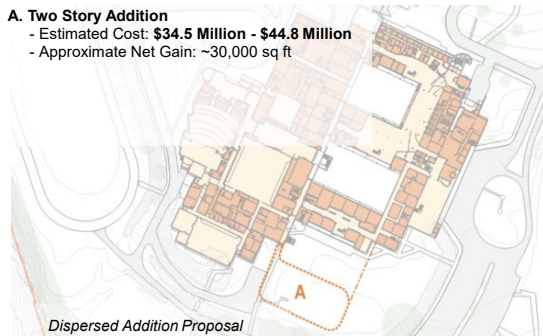 A. Two Story Addition
- Estimated Cost: $34.5 Million - $44.8 Million
- Approximate Net Gain: ~30,000 sq ft
A
Dispersed Addition Proposal